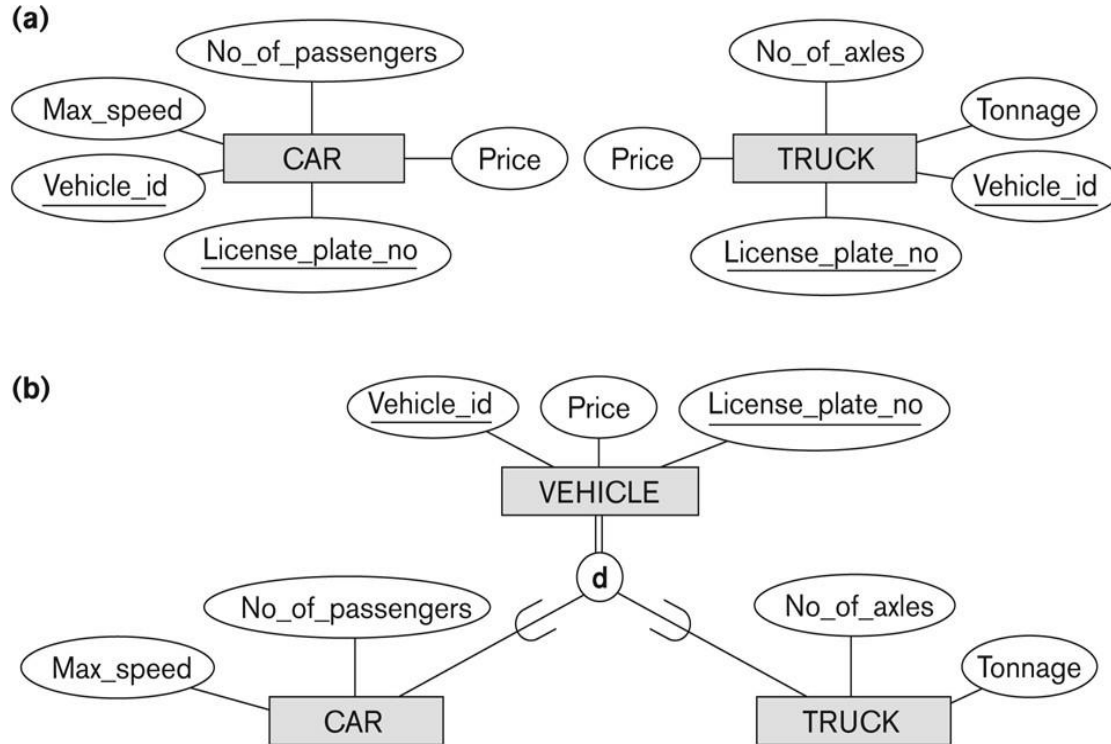 (a)
No_of_passengers
No_of_axles
Max_speed
Tonnage
CAR
Price
Price
TRUCK
Vehicle_id
Vehicle_id
License_plate_no
License_plate_no
(b)
Vehicle_id
Price
License_plate_no
VEHICLE
d
No_of_passengers
No_of_axles
Max_speed
Tonnage
CAR
TRUCK